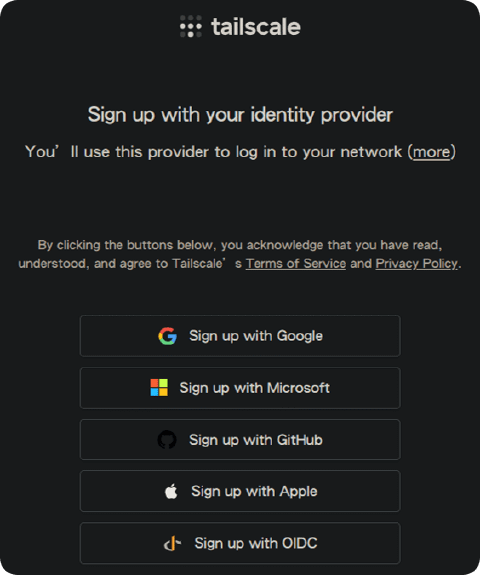 tailscale
Sign up with your identity provider
You’ll use this provider to log in to your network (more)
By clicking the buttons below, you acknowledge that you have read,
understood, and agree to Tailscale’s Terms of Service and Privacy Policy.
Sign up with Google
Sign up with Microsoft
Sign up with GitHub
Sign up with Apple
Sign up with OIDC